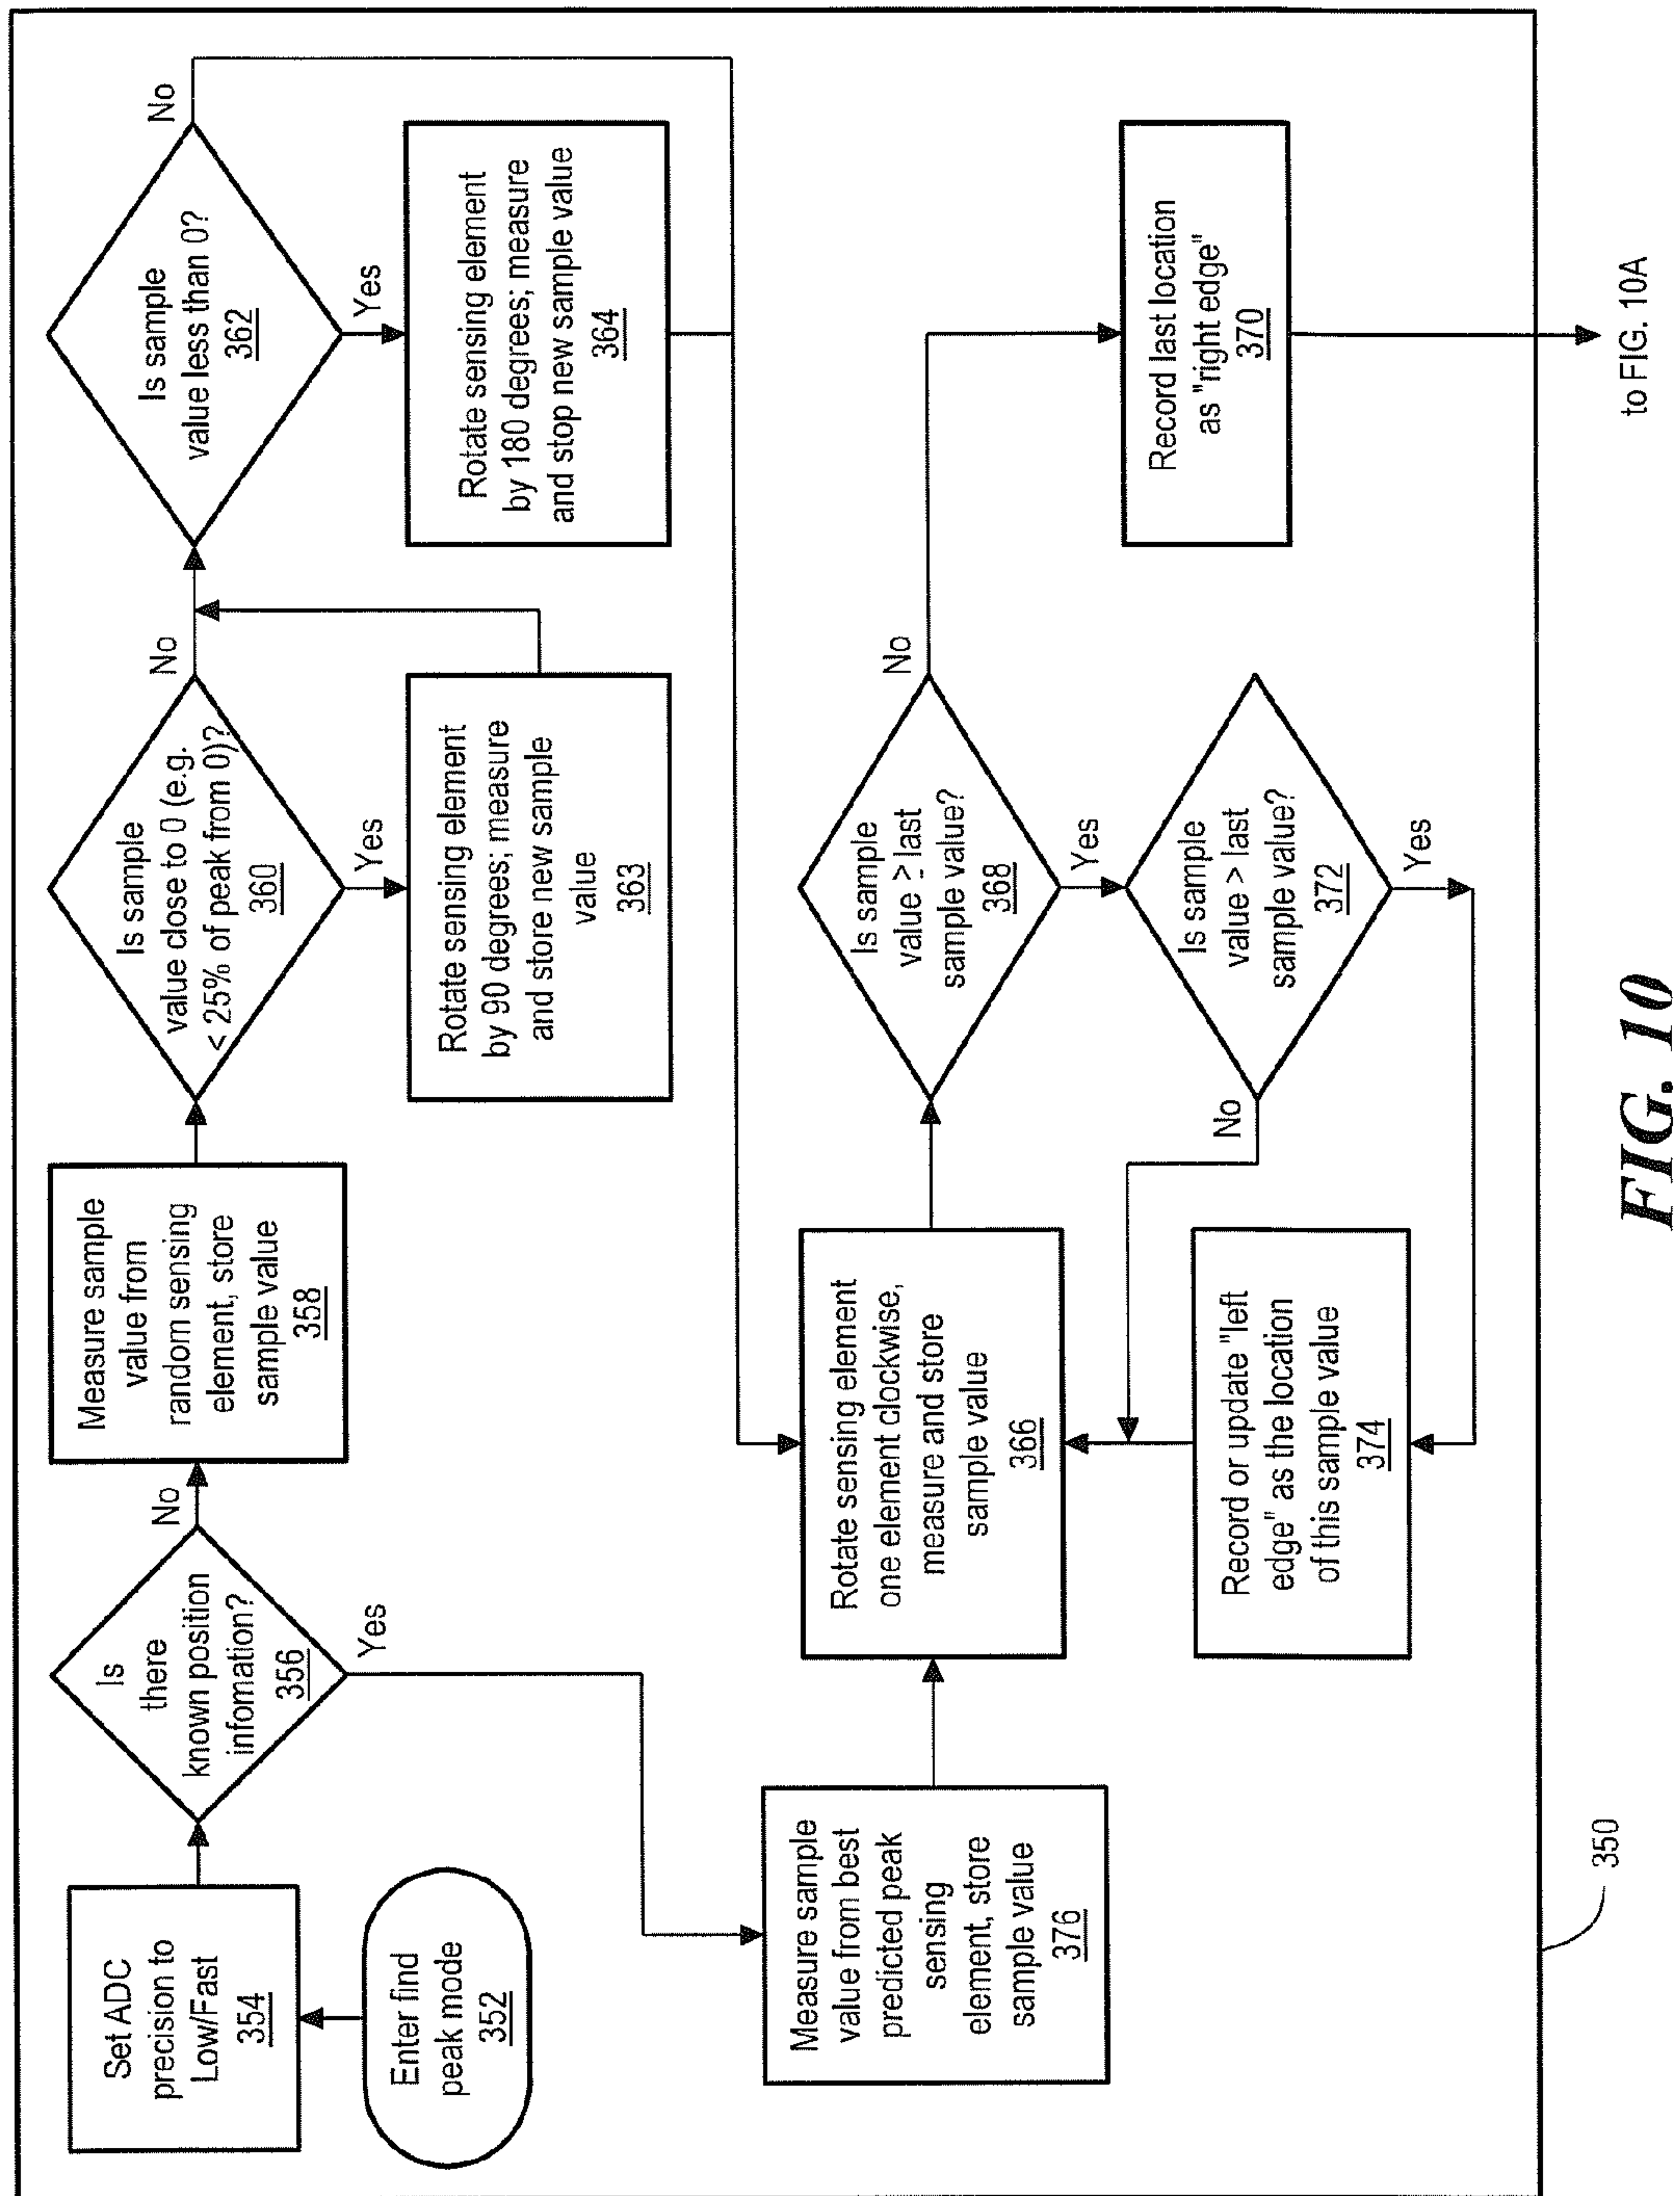 Enter find
peak mode
352
Set ADC
precision to
Low/Fast
354
Is
there
known position
infomation?
356
No
Yes
Measure sample
value from
random sensing
element, store
sample value
358
Is sample
value close to 0 (e.g.
< 25% of peak from 0)?
360
No
Yes
Rotate sensing element
by 90 degrees; measure
and store new sample
value
363
Is sample
value less than 0?
362
No
Yes
Rotate sensing element
by 180 degrees; measure
and stop new sample value
364
Measure sample
value from best
predicted peak
sensing
element, store
sample value
376
Rotate sensing element
one element clockwise,
measure and store
sample value
366
Is sample
value ≥ last
sample value?
368
No
Yes
Record last location
as "right edge"
370
Is sample
value > last
sample value?
372
No
Yes
Record or update "left
edge" as the location
of this sample value
374
350
to FIG. 10A
FIG. 10